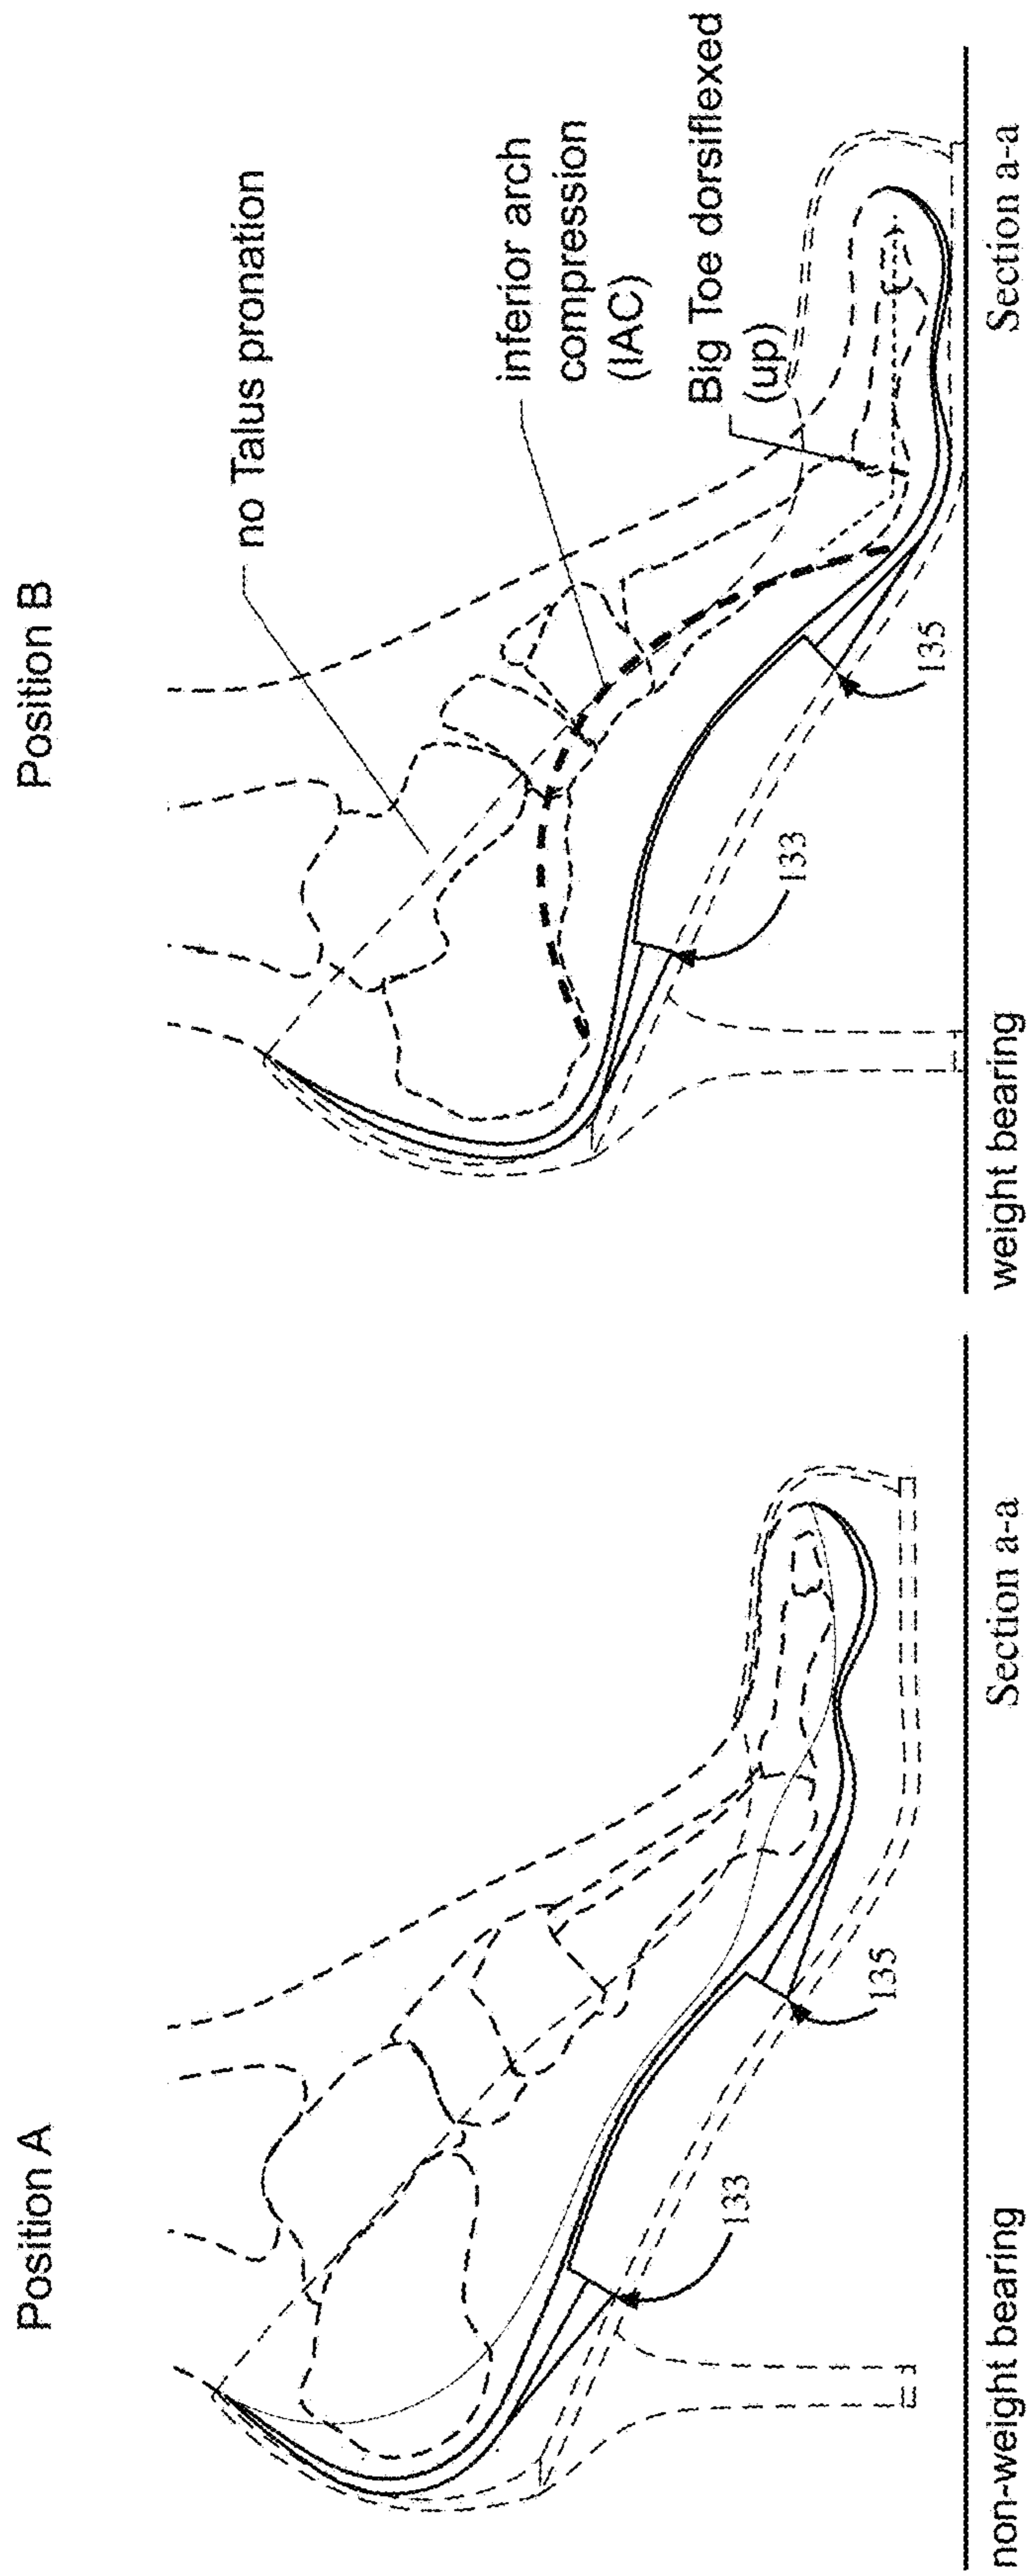 Position A
133
135
non-weight bearing
Section a-a
Position B
no Talus pronation
inferior arch
compression
(IAC)
Big Toe dorsiflexed
(up)
133
135
weight bearing
Section a-a